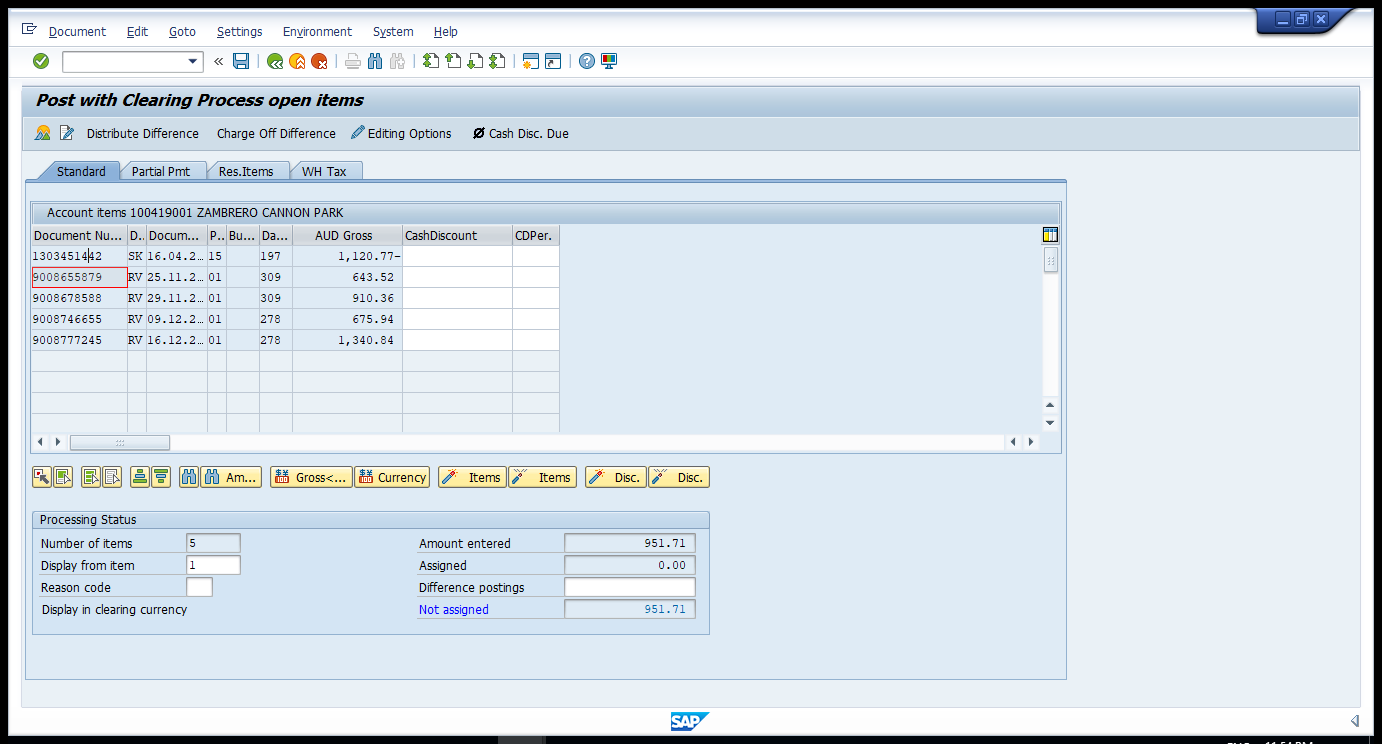 Document Edit Goto Settings Environment System Help
Post with Clearing Process open items
Distribute Difference Charge Off Difference Editing Options Cash Disc. Due
Standard Partial Pmt Res.Items WH Tax
Account items 100419001 ZAMBRERO CANNON PARK
Document Nu... D.. Docum... P.. Bu... Da... AUD Gross CashDiscount CDPer.
1303451442 SK 16.04.2… 15 197 1,120.77-
9008655879 RV 25.11.2… 01 309 643.52
9008678588 RV 29.11.2… 01 309 910.36
9008746655 RV 09.12.2… 01 278 675.94
9008777245 RV 16.12.2… 01 278 1,340.84
Am... Gross<... Currency Items Items Disc. Disc.
Processing Status
Number of items 5 Amount entered 951.71
Display from item 1 Assigned 0.00
Reason code Difference postings
Display in clearing currency Not assigned 951.71
SAP